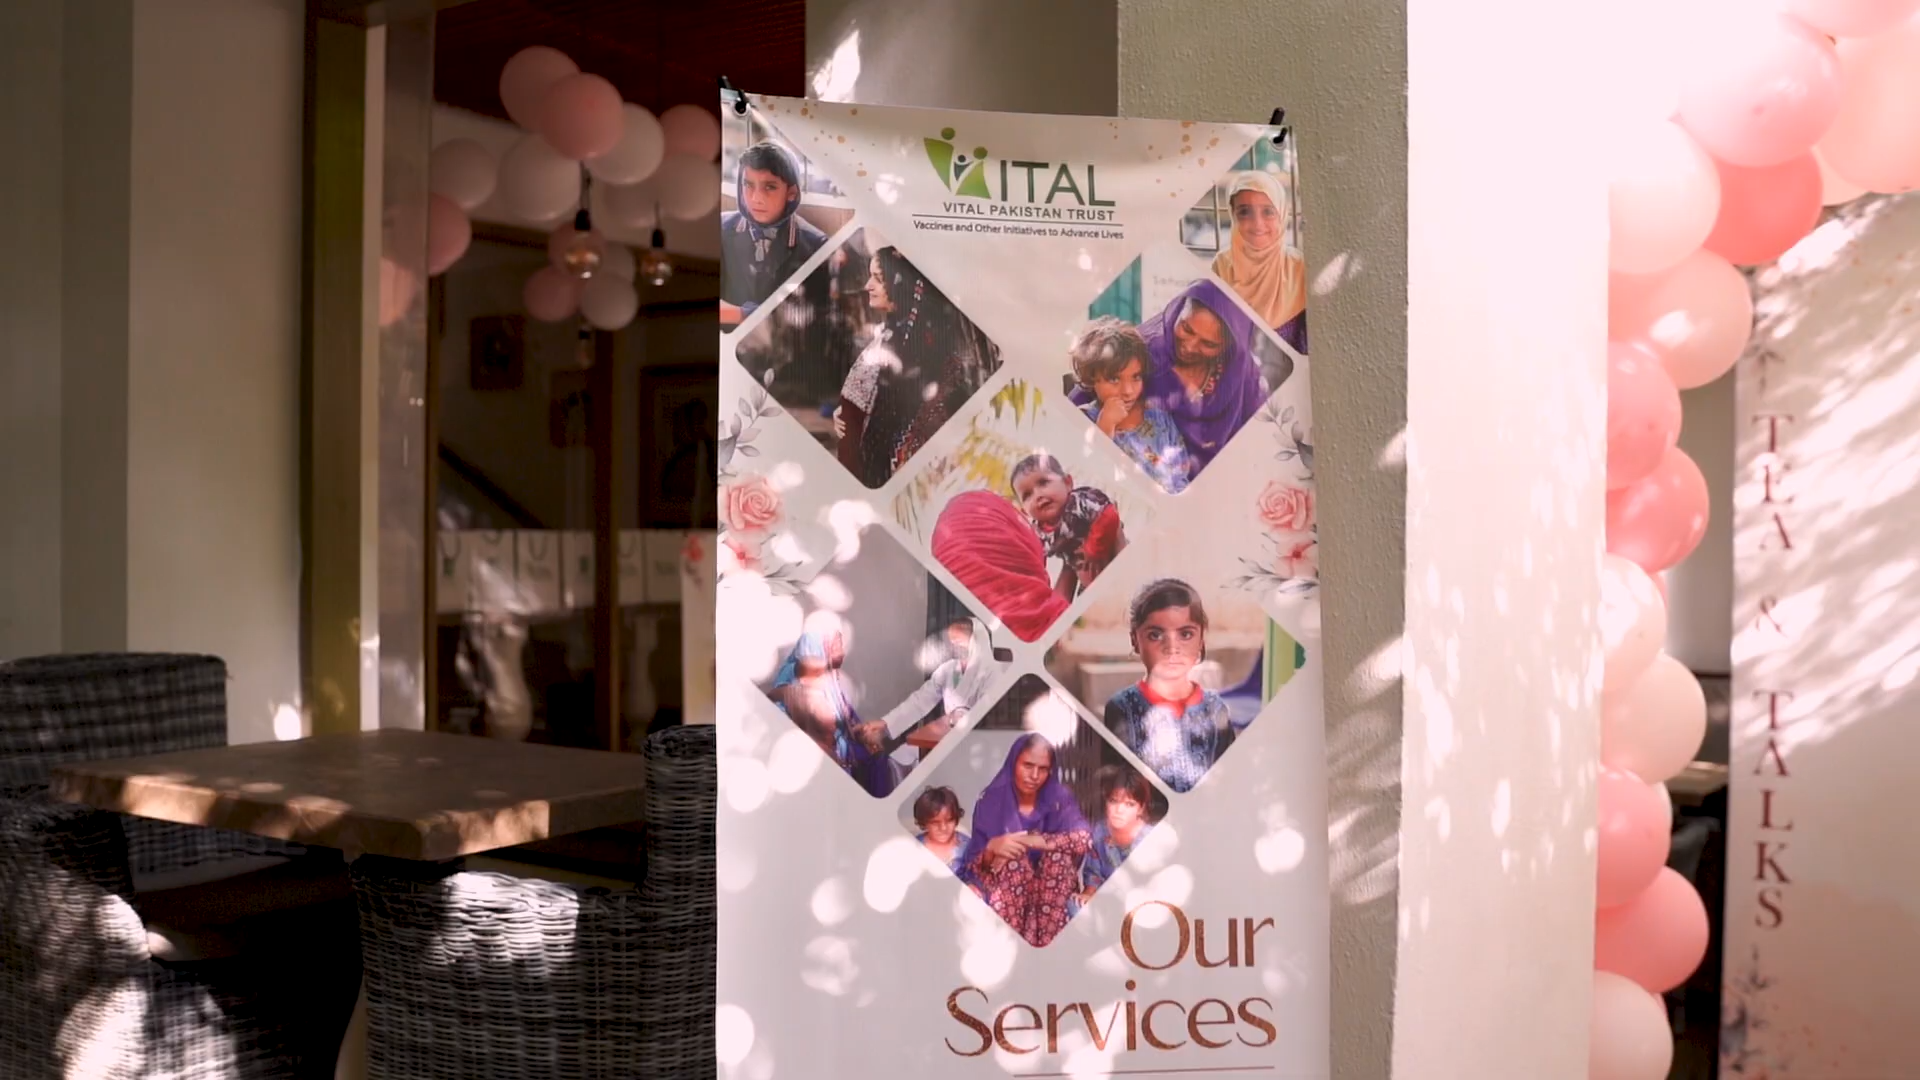 VITAL
VITAL PAKISTAN TRUST
Vaccines and Other Initiatives to Advance Lives
Our
Services
TEA
&
TALKS